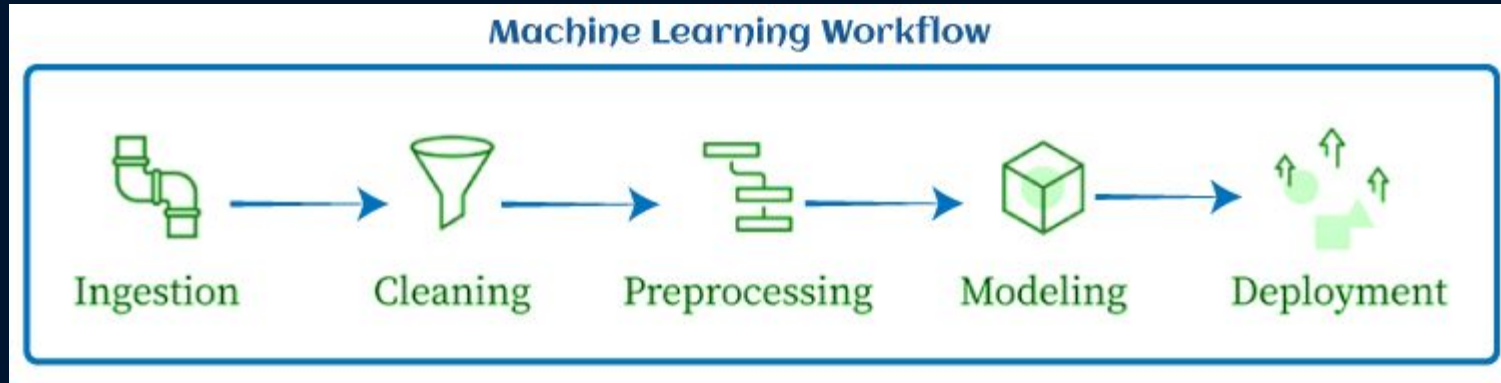 Machine Learning Workflow
Ingestion
Cleaning
Preprocessing
Modeling
Deployment